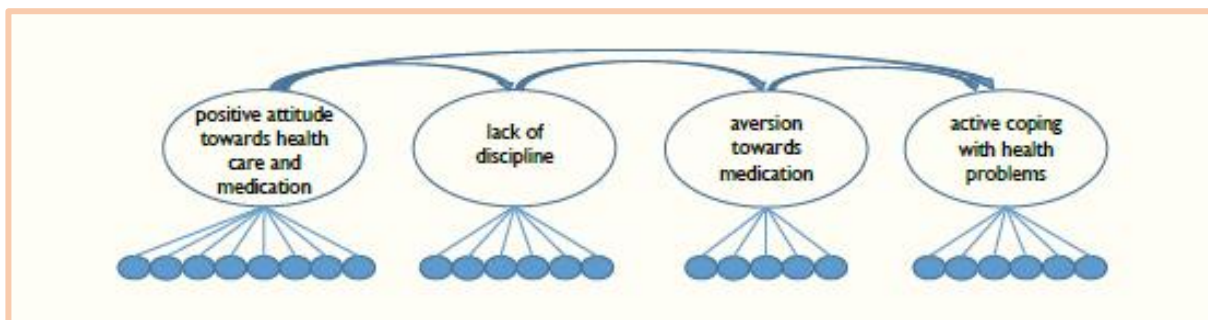 positive attitude
towards health
care and
medication
lack of
discipline
aversion
towards
medication
active coping
with health
problems